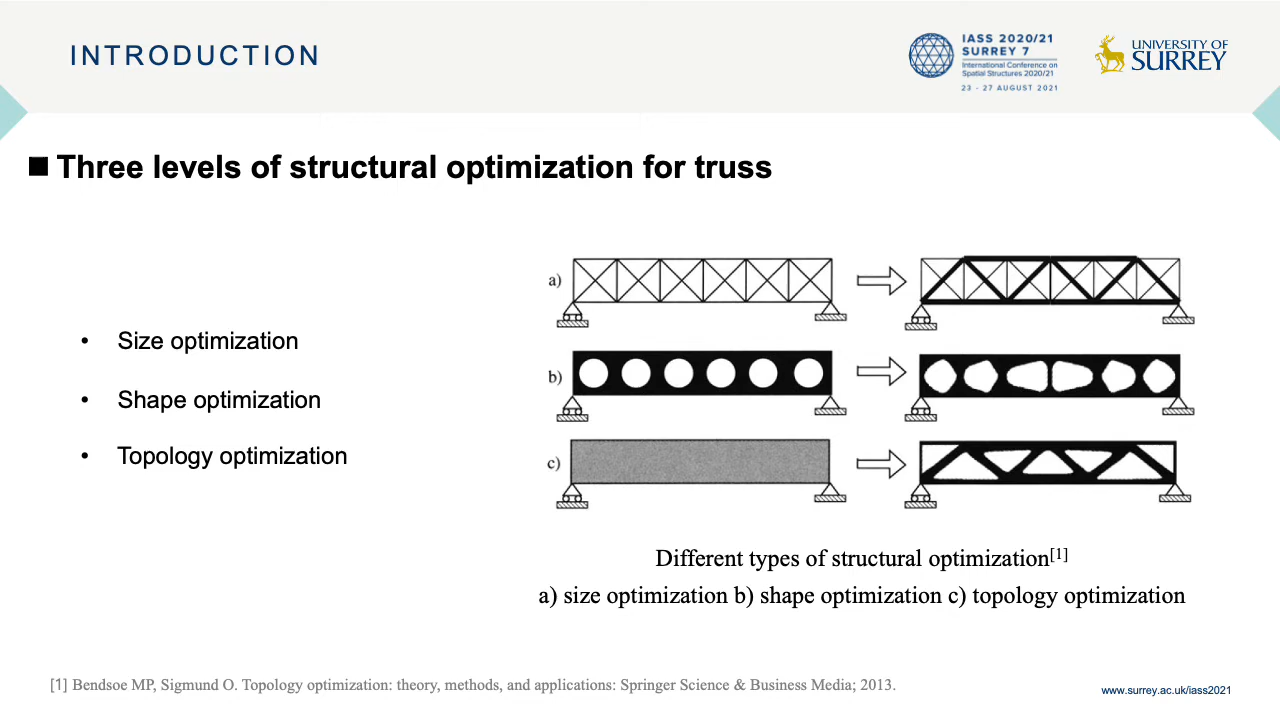 INTRODUCTION
IASS 2020/21
SURREY 7
International Conference on
Spatial Structures 2020/21
23 - 27 AUGUST 2021
UNIVERSITY OF
SURREY
■ Three levels of structural optimization for truss
• Size optimization
• Shape optimization
• Topology optimization
a)
b)
c)
Different types of structural optimization[1]
a) size optimization b) shape optimization c) topology optimization
[1] Bendsoe MP, Sigmund O. Topology optimization: theory, methods, and applications: Springer Science & Business Media; 2013.
www.surrey.ac.uk/iass2021